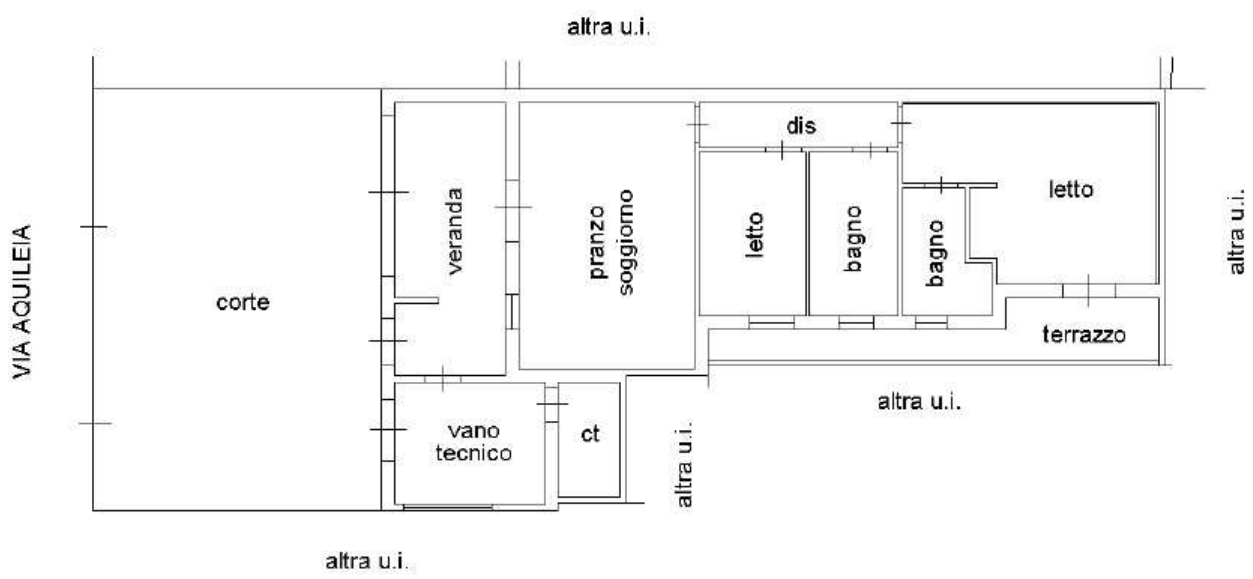 altra u.i.
dis
letto
veranda
pranzo
soggiorno
letto
bagno
bagno
altra u.i.
VIA AQUILEIA
corte
terrazzo
altra u.i.
vano
tecnico
ct
altra u.i.
altra u.i.